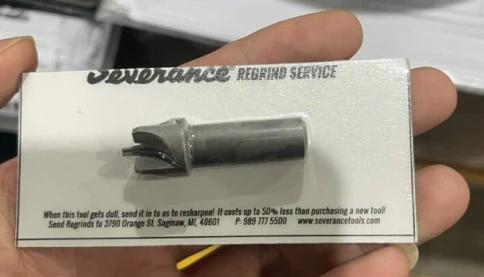 Severance REGRIND SERVICE
When this tool gets dull, send it in to us to resharpen! It costs up to 50% less than purchasing a new tool!
Send Regrinds to 3790 Orange St. Saginaw, MI, 48601 P: 989 777 5500 www.severancetools.com